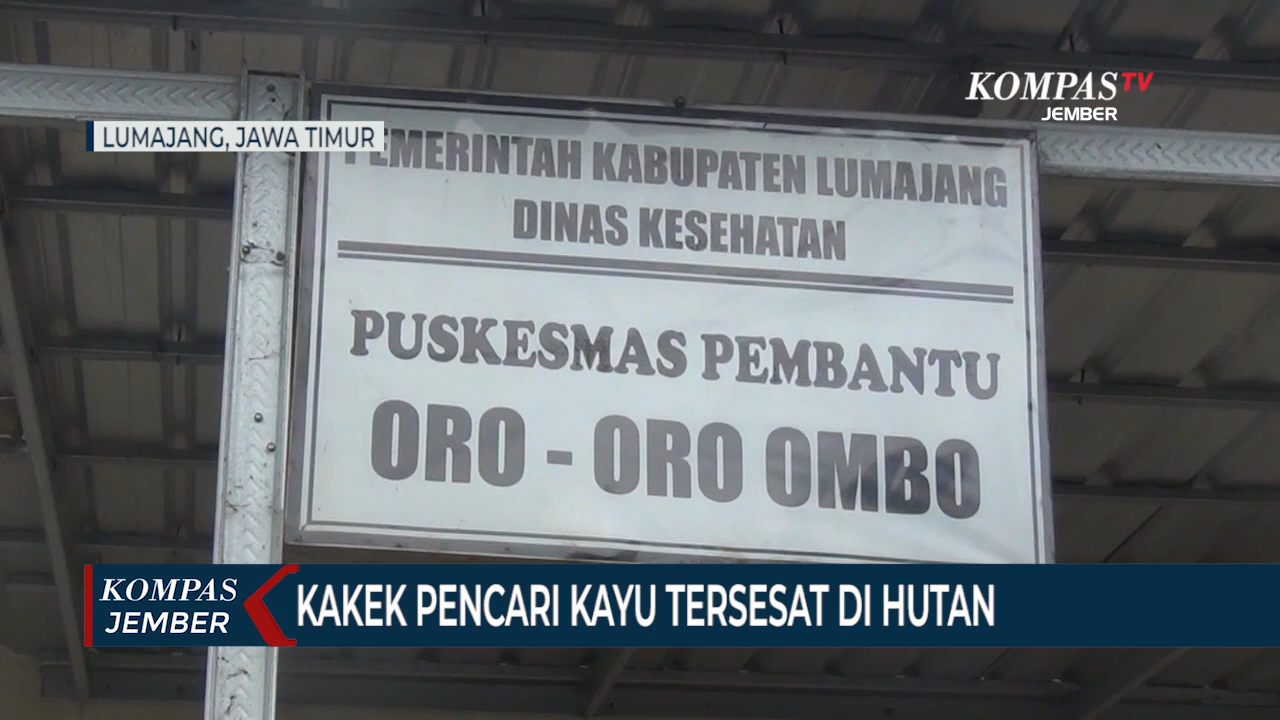 KOMPAS TV
JEMBER
LUMAJANG, JAWA TIMUR
PEMERINTAH KABUPATEN LUMAJANG
DINAS KESEHATAN
PUSKESMAS PEMBANTU
ORO - ORO OMBO
KOMPAS
JEMBER
KAKEK PENCARI KAYU TERSESAT DI HUTAN